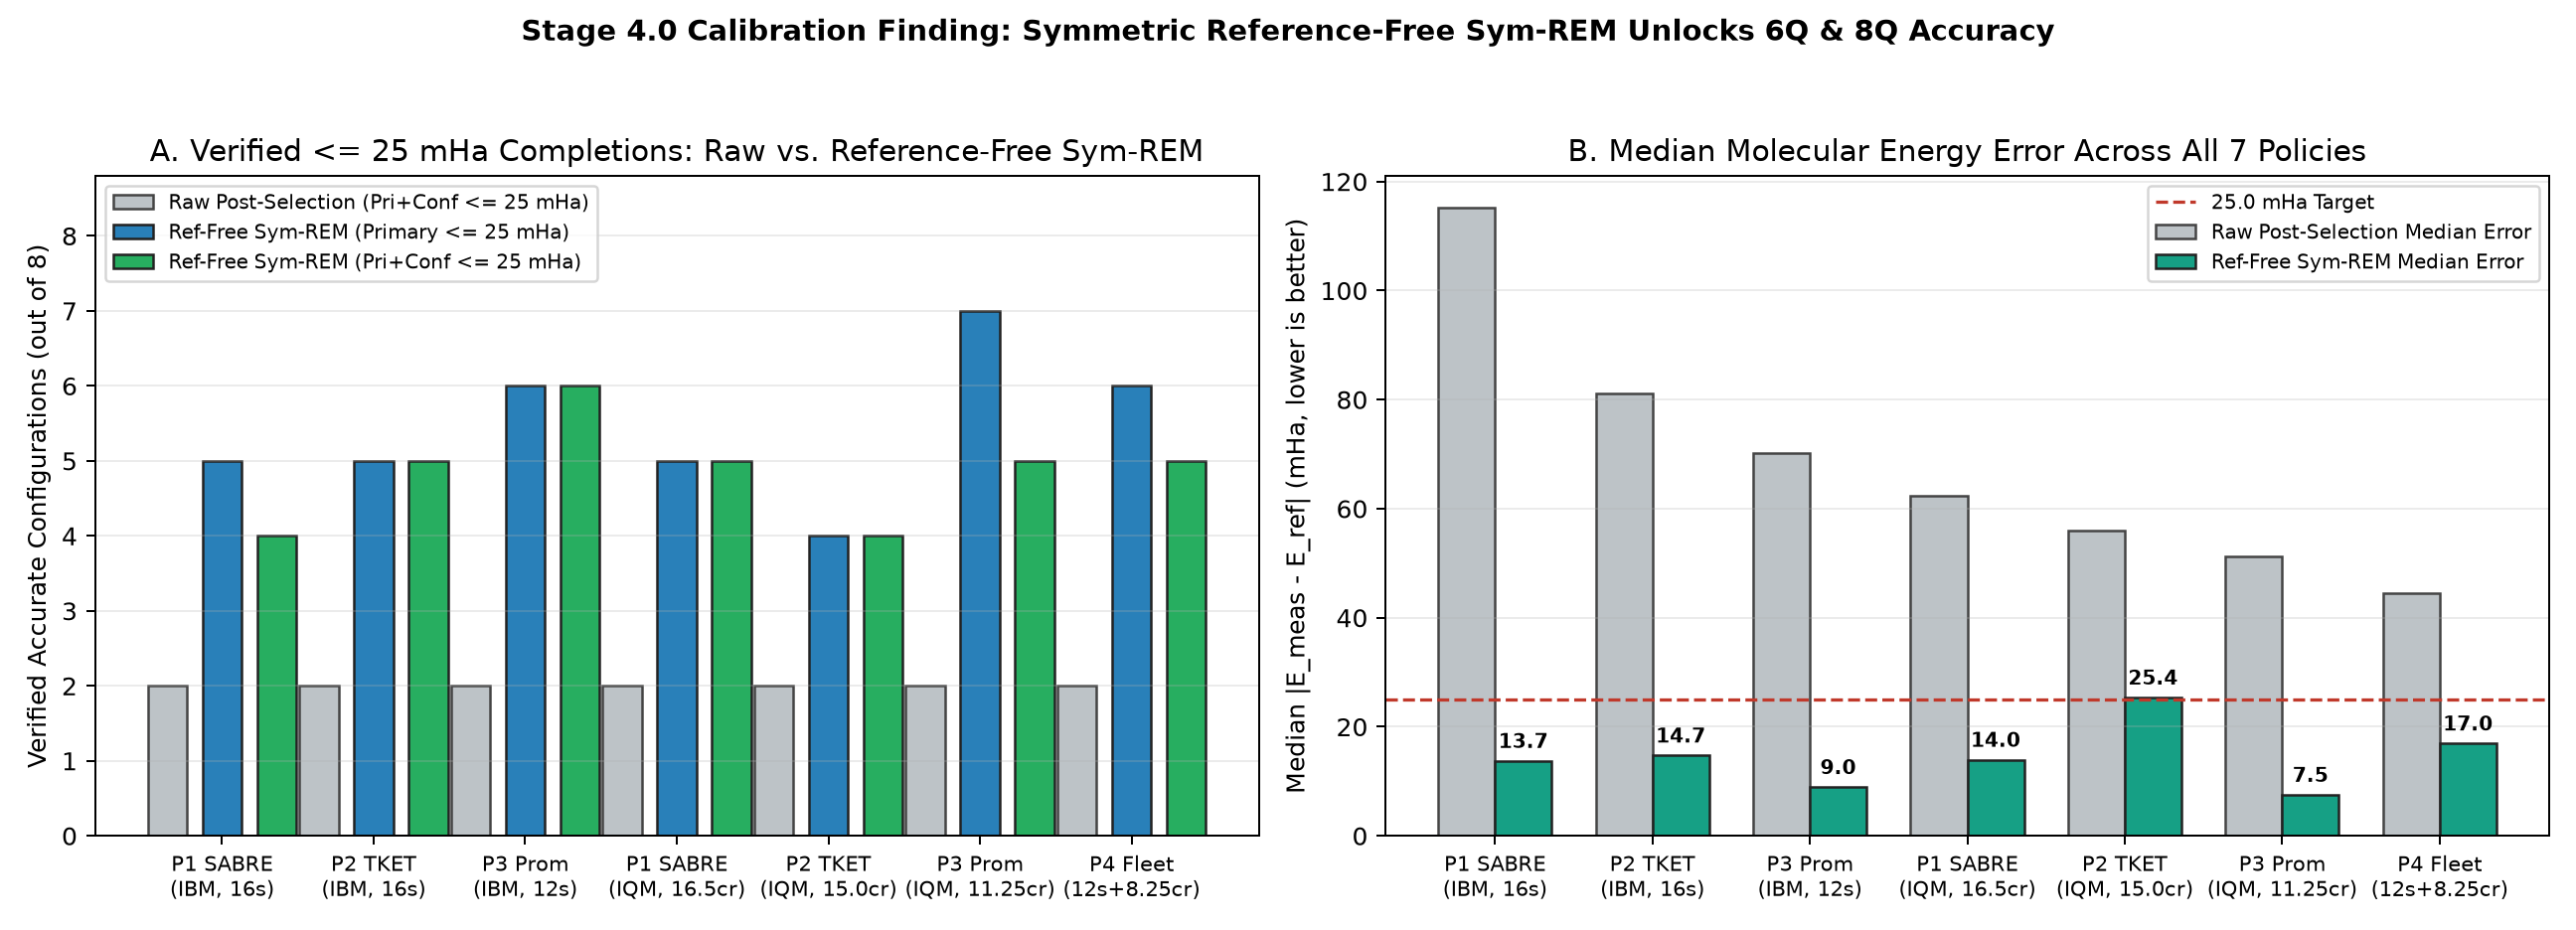 Stage 4.0 Calibration Finding: Symmetric Reference-Free Sym-REM Unlocks 6Q & 8Q Accuracy
A. Verified <= 25 mHa Completions: Raw vs. Reference-Free Sym-REM
Raw Post-Selection (Pri+Conf <= 25 mHa)
Ref-Free Sym-REM (Primary <= 25 mHa)
Ref-Free Sym-REM (Pri+Conf <= 25 mHa)
Verified Accurate Configurations (out of 8)
8
7
6
5
4
3
2
1
0
P1 SABRE
(IBM, 16s)
P2 TKET
(IBM, 16s)
P3 Prom
(IBM, 12s)
P1 SABRE
(IQM, 16.5cr)
P2 TKET
(IQM, 15.0cr)
P3 Prom
(IQM, 11.25cr)
P4 Fleet
(12s+8.25cr)
B. Median Molecular Energy Error Across All 7 Policies
25.0 mHa Target
Raw Post-Selection Median Error
Ref-Free Sym-REM Median Error
Median |E_meas - E_ref| (mHa, lower is better)
120
100
80
60
40
20
0
13.7
14.7
9.0
14.0
25.4
7.5
17.0
P1 SABRE
(IBM, 16s)
P2 TKET
(IBM, 16s)
P3 Prom
(IBM, 12s)
P1 SABRE
(IQM, 16.5cr)
P2 TKET
(IQM, 15.0cr)
P3 Prom
(IQM, 11.25cr)
P4 Fleet
(12s+8.25cr)